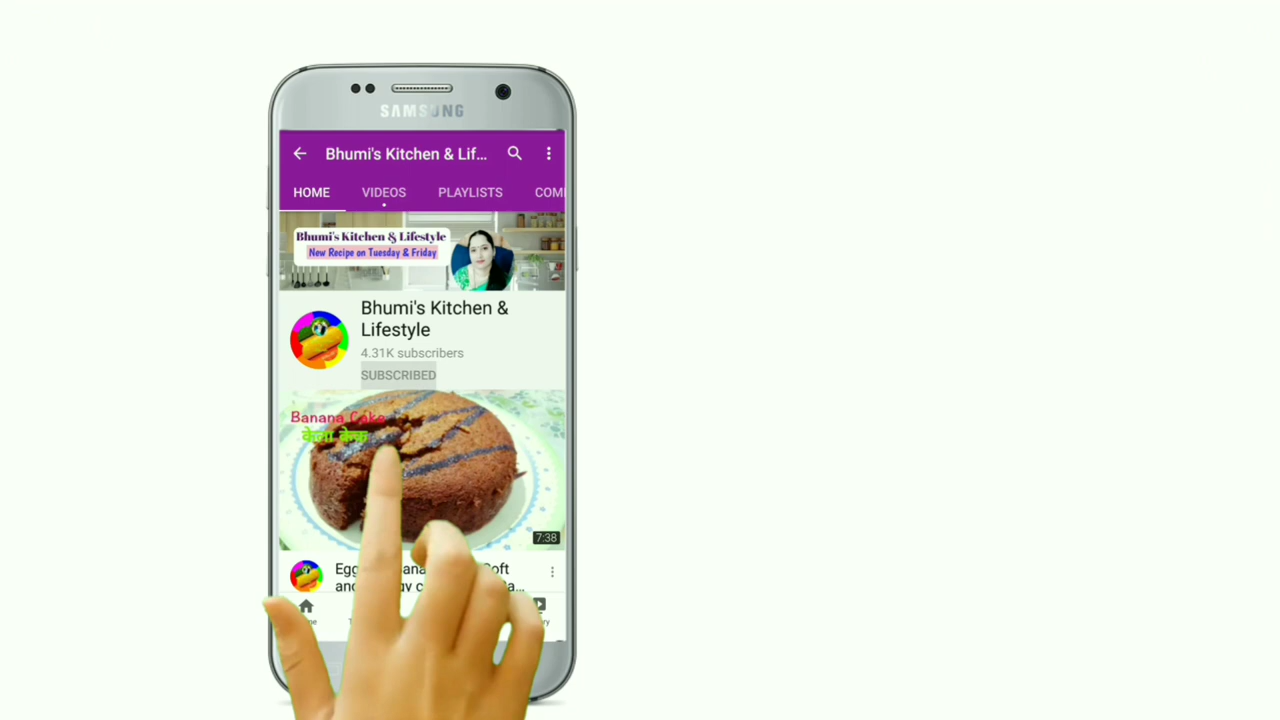 SAMSUNG
Bhumi's Kitchen & Lif...
HOME VIDEOS PLAYLISTS COM
Bhumi's Kitchen & Lifestyle
New Recipe on Tuesday & Friday
Bhumi's Kitchen &
Lifestyle
4.31K subscribers
SUBSCRIBED
Banana Cake
केला केक
7:38